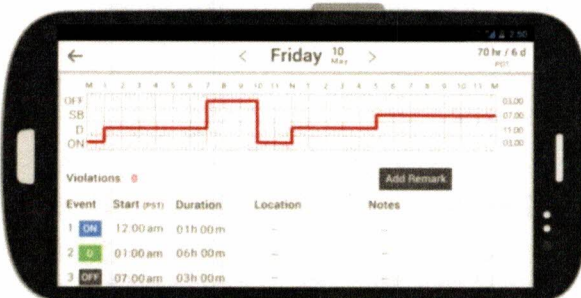 2:50
← < Friday 10 May > 70 hr / 6 d
PDT
M 1 2 3 4 5 6 7 8 9 10 11 N 1 2 3 4 5 6 7 8 9 10 11 M
OFF 03:00
SB 07:00
D 11:00
ON 03:00
Violations 0 Add Remark
Event Start (PST) Duration Location Notes
1 ON 12:00 am 01h 00m – –
2 D 01:00 am 06h 00m – –
3 OFF 07:00 am 03h 00m – –